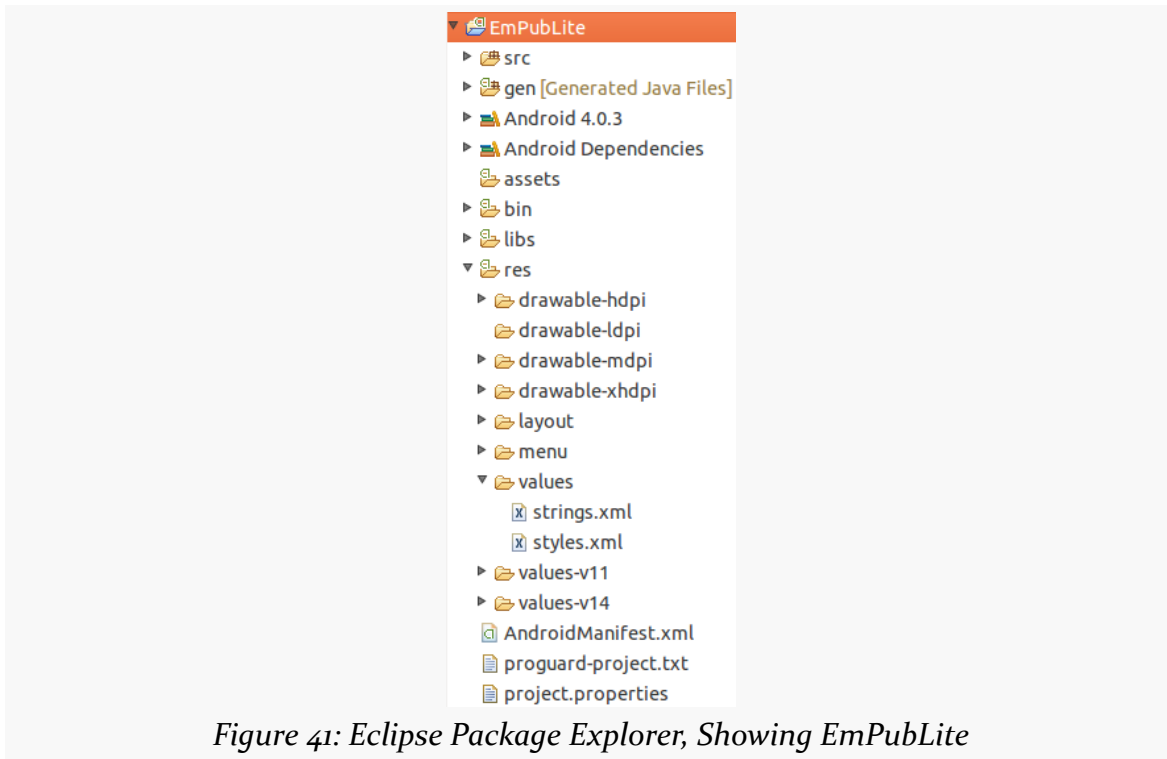 EmPubLite
src
gen [Generated Java Files]
Android 4.0.3
Android Dependencies
assets
bin
libs
res
drawable-hdpi
drawable-ldpi
drawable-mdpi
drawable-xhdpi
layout
menu
values
strings.xml
styles.xml
values-v11
values-v14
AndroidManifest.xml
proguard-project.txt
project.properties
Figure 41: Eclipse Package Explorer, Showing EmPubLite